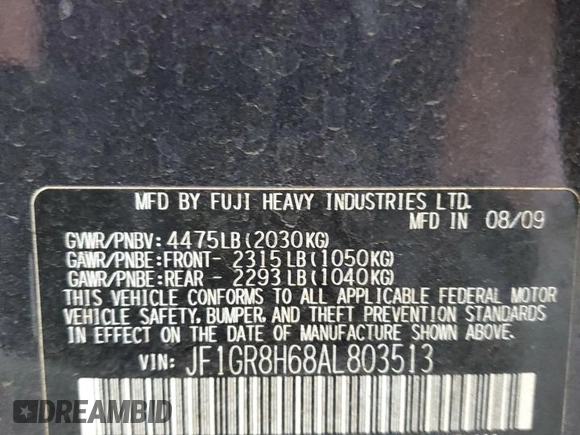 MFD BY FUJI HEAVY INDUSTRIES LTD.
MFD IN 08/09
GVWR/PNBV: 4475LB(2030KG)
GAWR/PNBE:FRONT- 2315LB(1050KG)
GAWR/PNBE:REAR - 2293LB(1040KG)
THIS VEHICLE CONFORMS TO ALL APPLICABLE FEDERAL MOTOR
VEHICLE SAFETY, BUMPER, AND THEFT PREVENTION STANDARDS
IN EFFECT ON THE DATE OF MANUFACTURE SHOWN ABOVE.
VIN: JF1GR8H68AL803513
DREAMBID